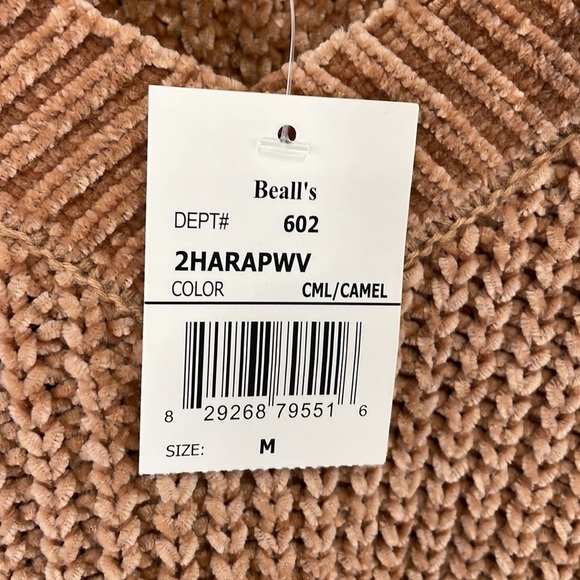 Beall's
DEPT# 602
2HARAPWV
COLOR CML/CAMEL
8 29268 79551 6
SIZE: M